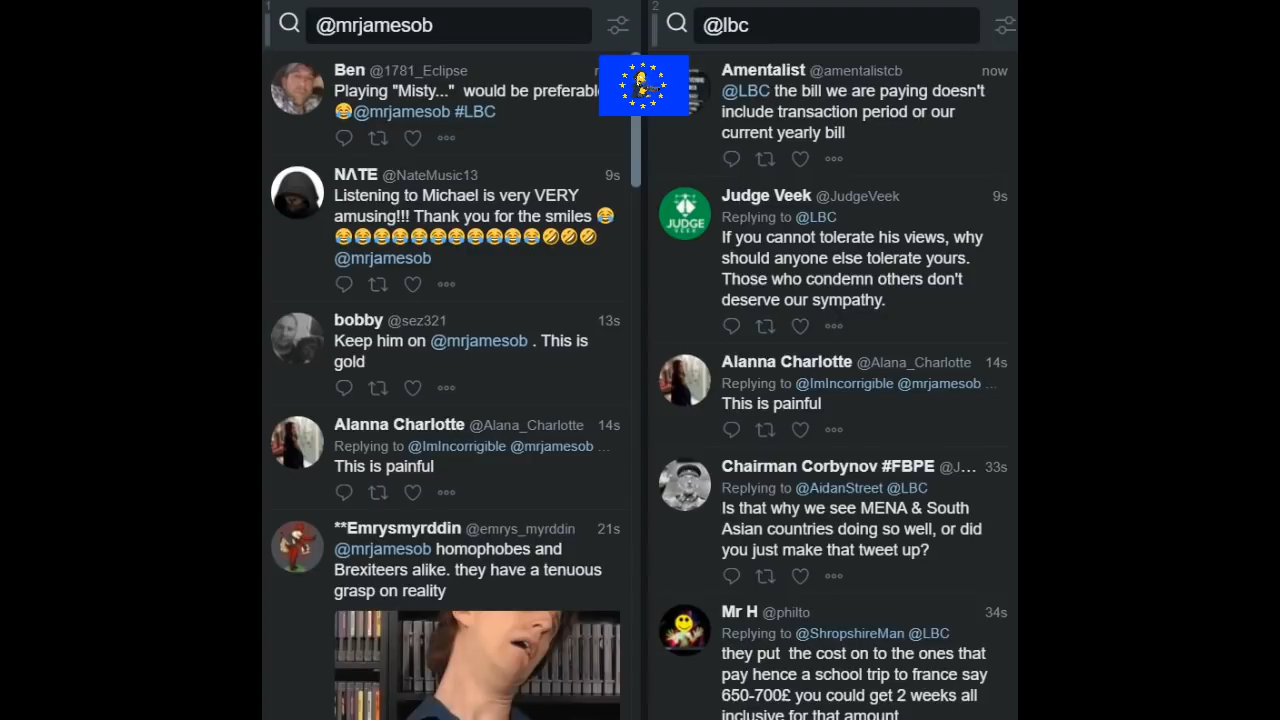 1
@mrjamesob
Ben @1781_Eclipse
Playing "Misty..." would be preferabl
😂@mrjamesob #LBC
NΛTE @NateMusic13 9s
Listening to Michael is very VERY
amusing!!! Thank you for the smiles 😂
😂😂😂😂😂😂😂😂😂😂😂🤣🤣🤣
@mrjamesob
bobby @sez321 13s
Keep him on @mrjamesob . This is
gold
Alanna Charlotte @Alana_Charlotte 14s
Replying to @ImIncorrigible @mrjamesob ...
This is painful
**Emrysmyrddin @emrys_myrddin 21s
@mrjamesob homophobes and
Brexiteers alike. they have a tenuous
grasp on reality
2
@lbc
Amentalist @amentalistcb now
@LBC the bill we are paying doesn't
include transaction period or our
current yearly bill
JUDGE
VEEK
Judge Veek @JudgeVeek 9s
Replying to @LBC
If you cannot tolerate his views, why
should anyone else tolerate yours.
Those who condemn others don't
deserve our sympathy.
Alanna Charlotte @Alana_Charlotte 14s
Replying to @ImIncorrigible @mrjamesob ...
This is painful
Chairman Corbynov #FBPE @J... 33s
Replying to @AidanStreet @LBC
Is that why we see MENA & South
Asian countries doing so well, or did
you just make that tweet up?
Mr H @philto 34s
Replying to @ShropshireMan @LBC
they put the cost on to the ones that
pay hence a school trip to france say
650-700£ you could get 2 weeks all
inclusive for that amount